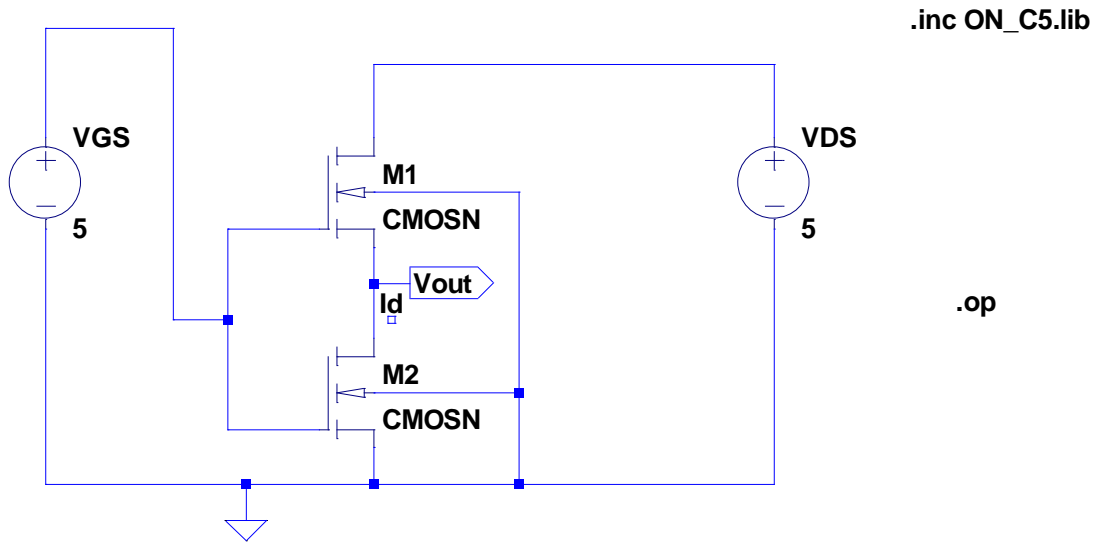 .inc ON_C5.lib
VGS
VDS
M1
5
CMOSN
5
Vout
Id
.op
M2
CMOSN